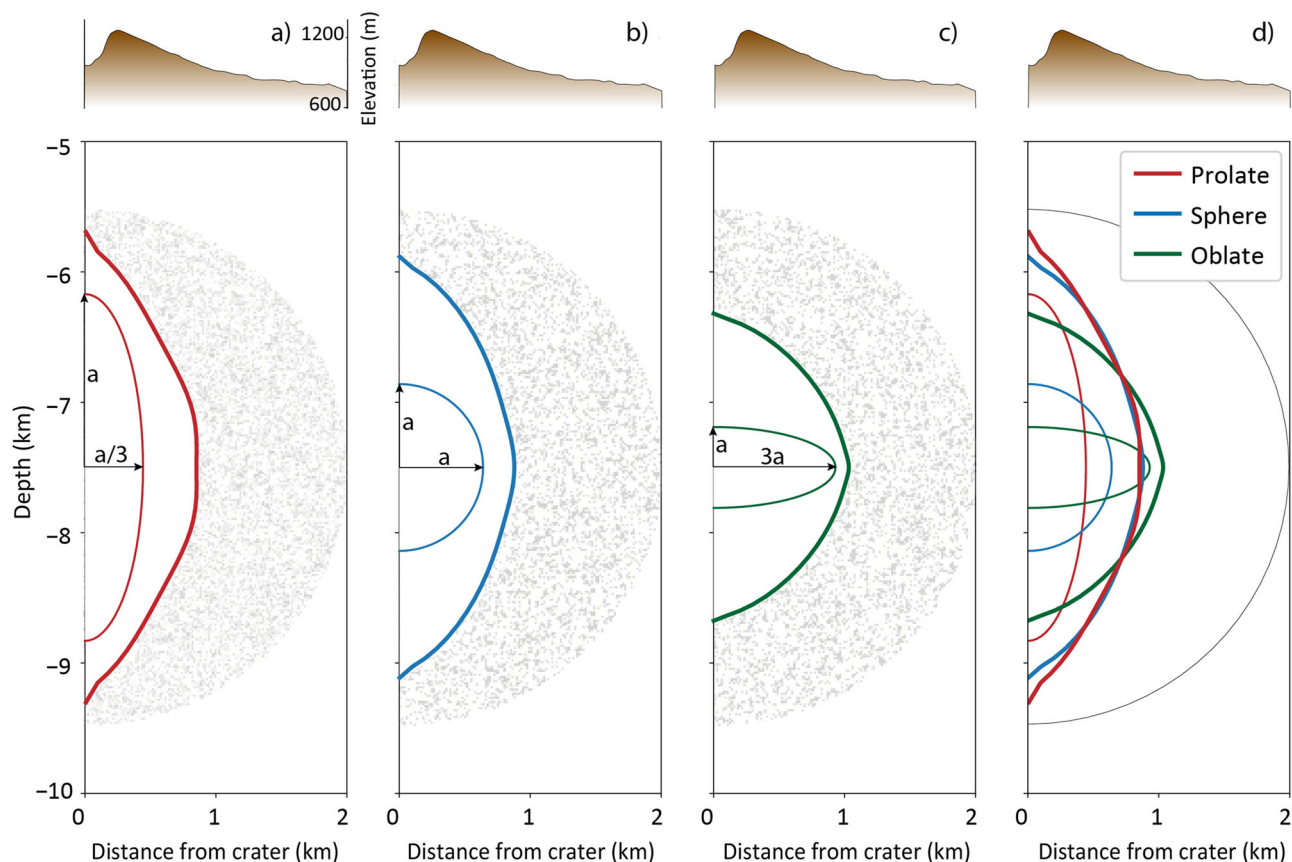 a)
1200
600
Elevation (m)
b)
c)
d)
−5
−6
−7
−8
−9
−10
Depth (km)
a
a/3
a
a
a
3a
Prolate
Sphere
Oblate
0 1 2
0 1 2
0 1 2
0 1 2
Distance from crater (km)
Distance from crater (km)
Distance from crater (km)
Distance from crater (km)